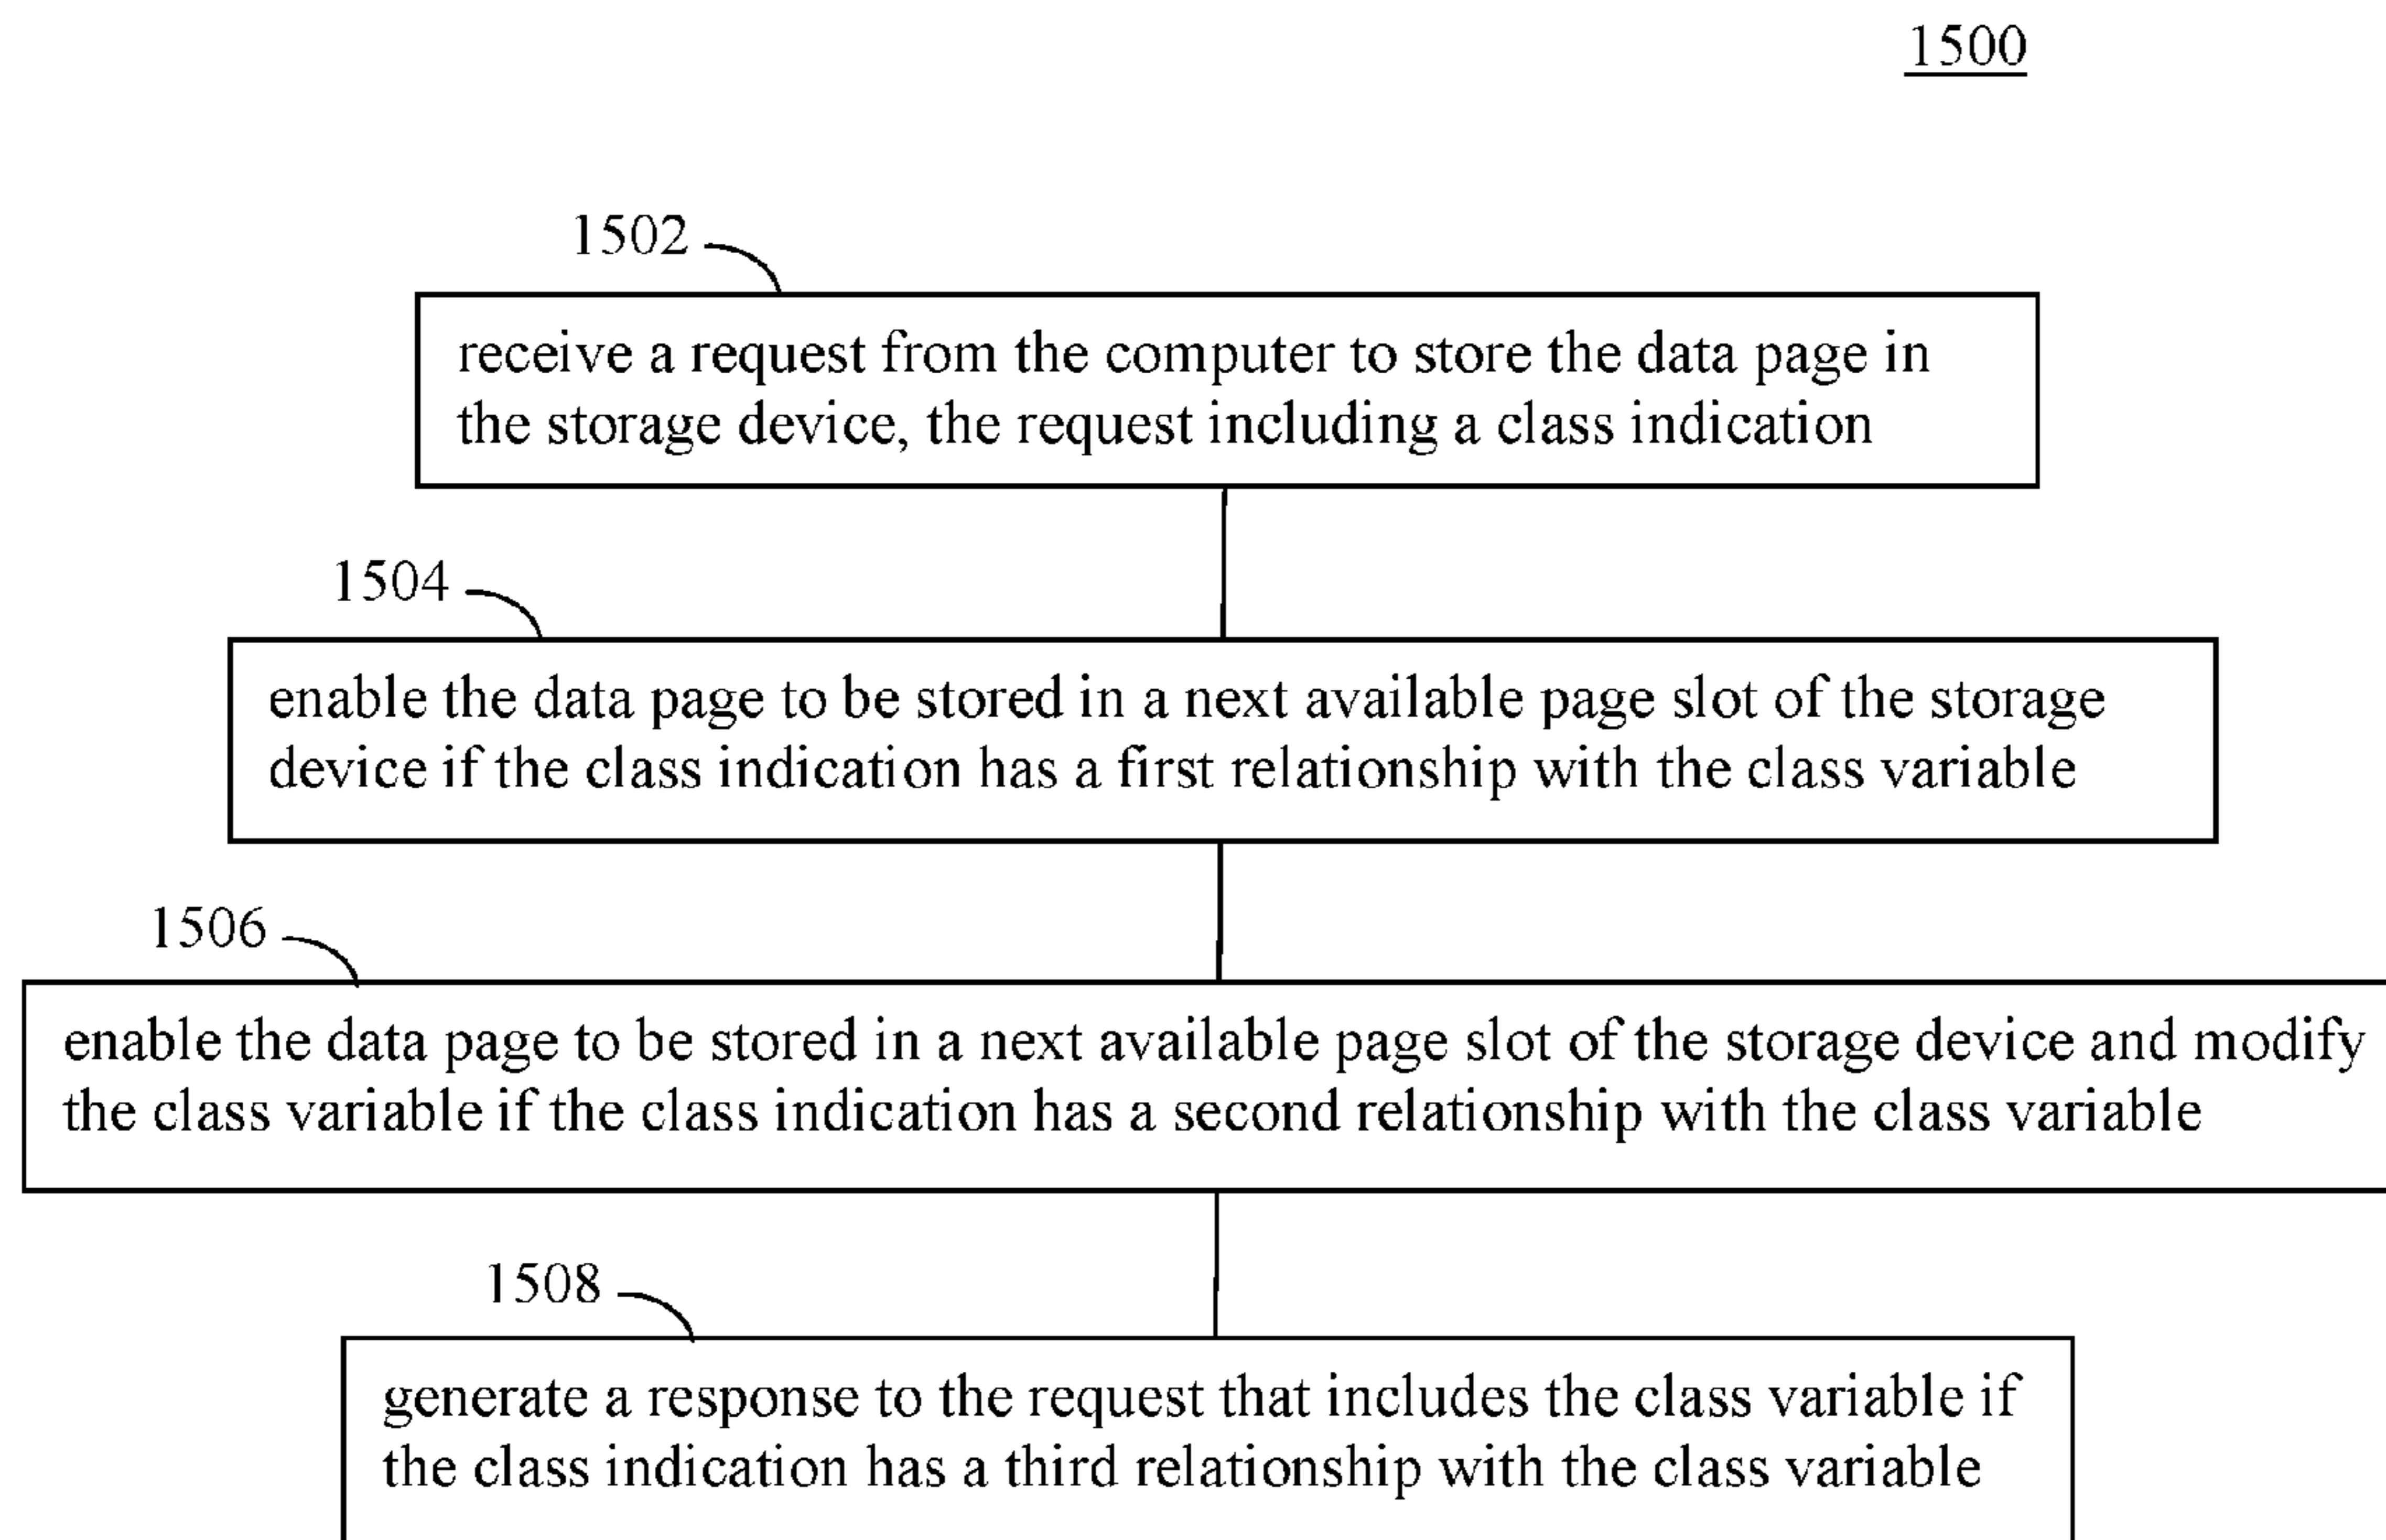 1500
1502
receive a request from the computer to store the data page in
the storage device, the request including a class indication
1504
enable the data page to be stored in a next available page slot of the storage
device if the class indication has a first relationship with the class variable
1506
enable the data page to be stored in a next available page slot of the storage device and modify
the class variable if the class indication has a second relationship with the class variable
1508
generate a response to the request that includes the class variable if
the class indication has a third relationship with the class variable